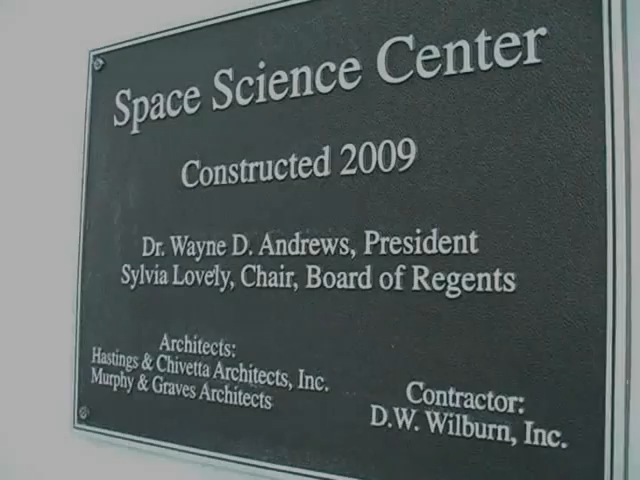 Space Science Center
Constructed 2009
Dr. Wayne D. Andrews, President
Sylvia Lovely, Chair, Board of Regents
Architects:
Hastings & Chivetta Architects, Inc.
Murphy & Graves Architects
Contractor:
D.W. Wilburn, Inc.